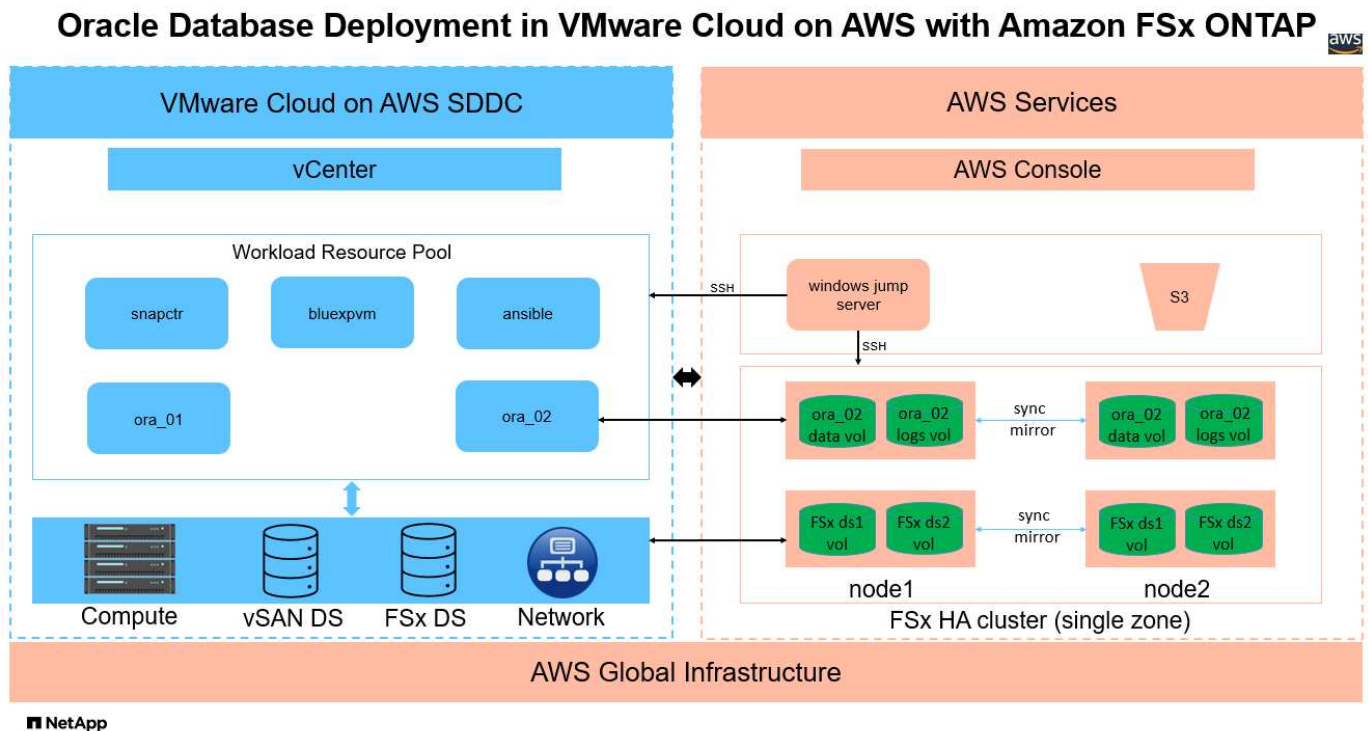 Oracle Database Deployment in VMware Cloud on AWS with Amazon FSx ONTAP
aws
VMware Cloud on AWS SDDC
vCenter
Workload Resource Pool
snapctr
bluexpvm
ansible
ora_01
ora_02
Compute
vSAN DS
FSx DS
Network
AWS Services
AWS Console
SSH
windows jump
server
S3
SSH
ora_02
data vol
ora_02
logs vol
sync
mirror
ora_02
data vol
ora_02
logs vol
FSx ds1
vol
FSx ds2
vol
sync
mirror
FSx ds1
vol
FSx ds2
vol
node1
node2
FSx HA cluster (single zone)
AWS Global Infrastructure
NetApp